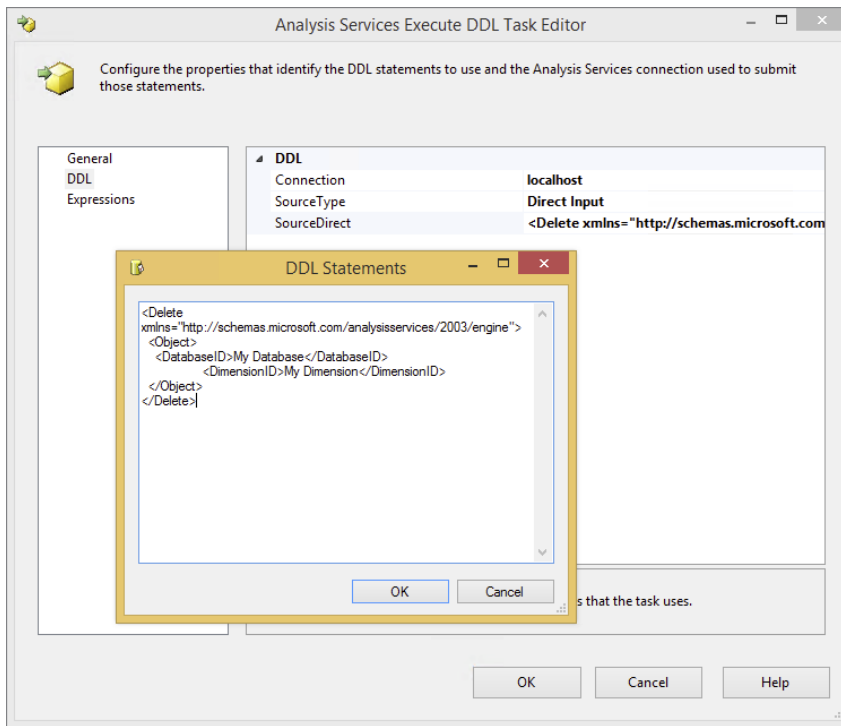 Analysis Services Execute DDL Task Editor
Configure the properties that identify the DDL statements to use and the Analysis Services connection used to submit
those statements.
General
DDL
Expressions
DDL
Connection localhost
SourceType Direct Input
SourceDirect <Delete xmlns="http://schemas.microsoft.com
DDL Statements
<Delete
xmlns="http://schemas.microsoft.com/analysisservices/2003/engine">
<Object>
<DatabaseID>My Database</DatabaseID>
<DimensionID>My Dimension</DimensionID>
</Object>
</Delete>
OK Cancel
s that the task uses.
OK Cancel Help